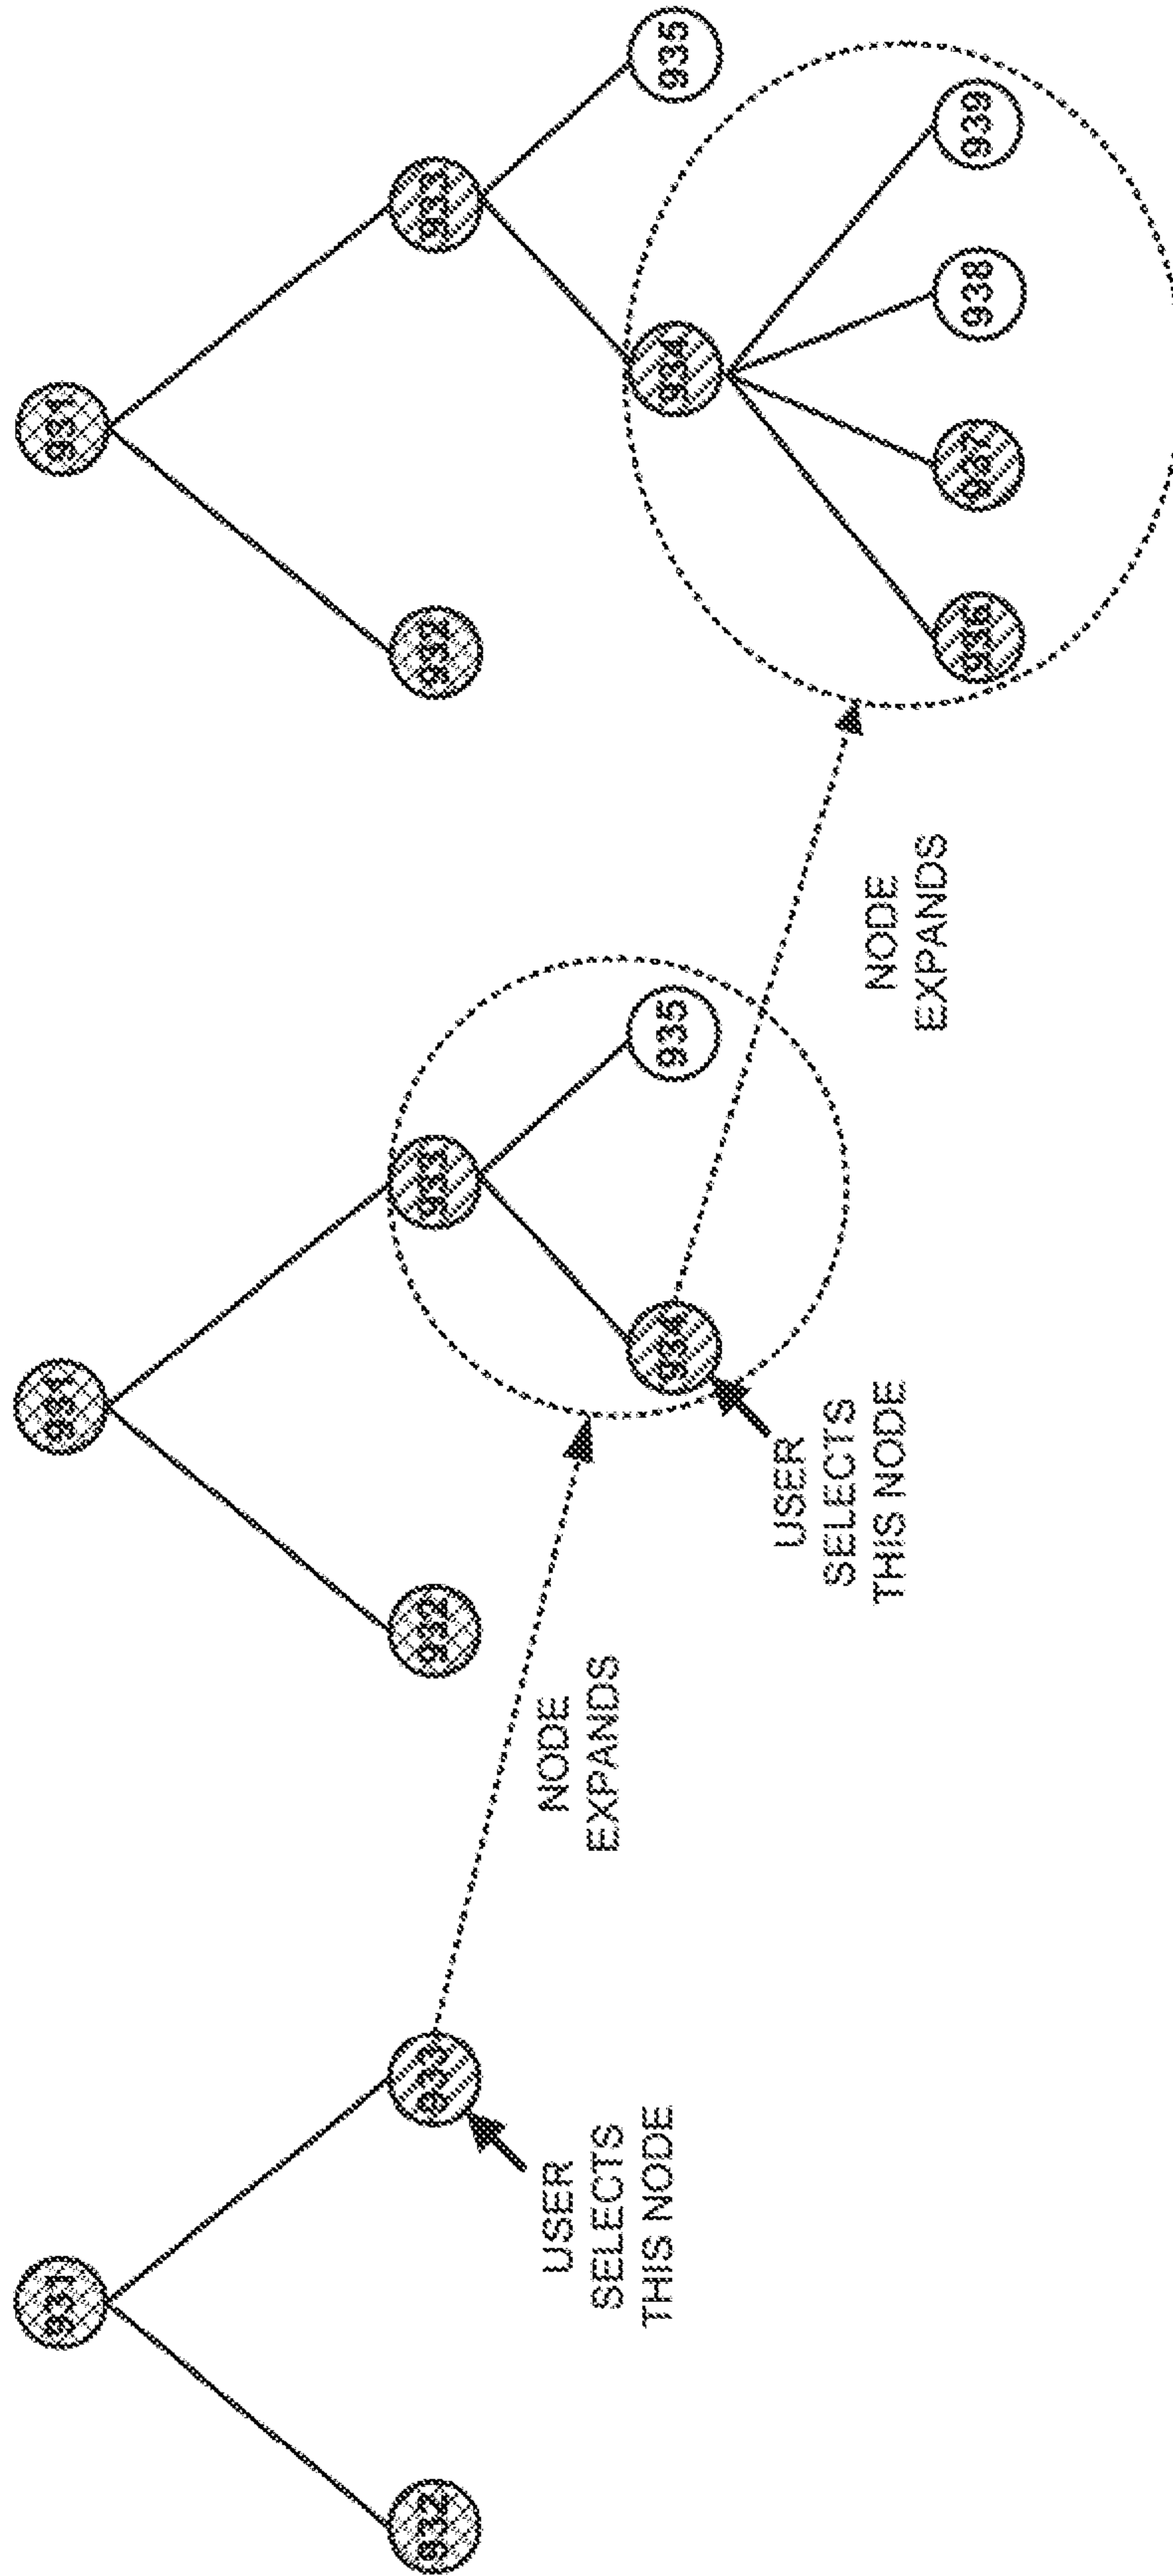 931
932
933
USER
SELECTS
THIS NODE
NODE
EXPANDS
931
932
933
934
935
USER
SELECTS
THIS NODE
NODE
EXPANDS
931
932
933
934
935
936
937
938
939